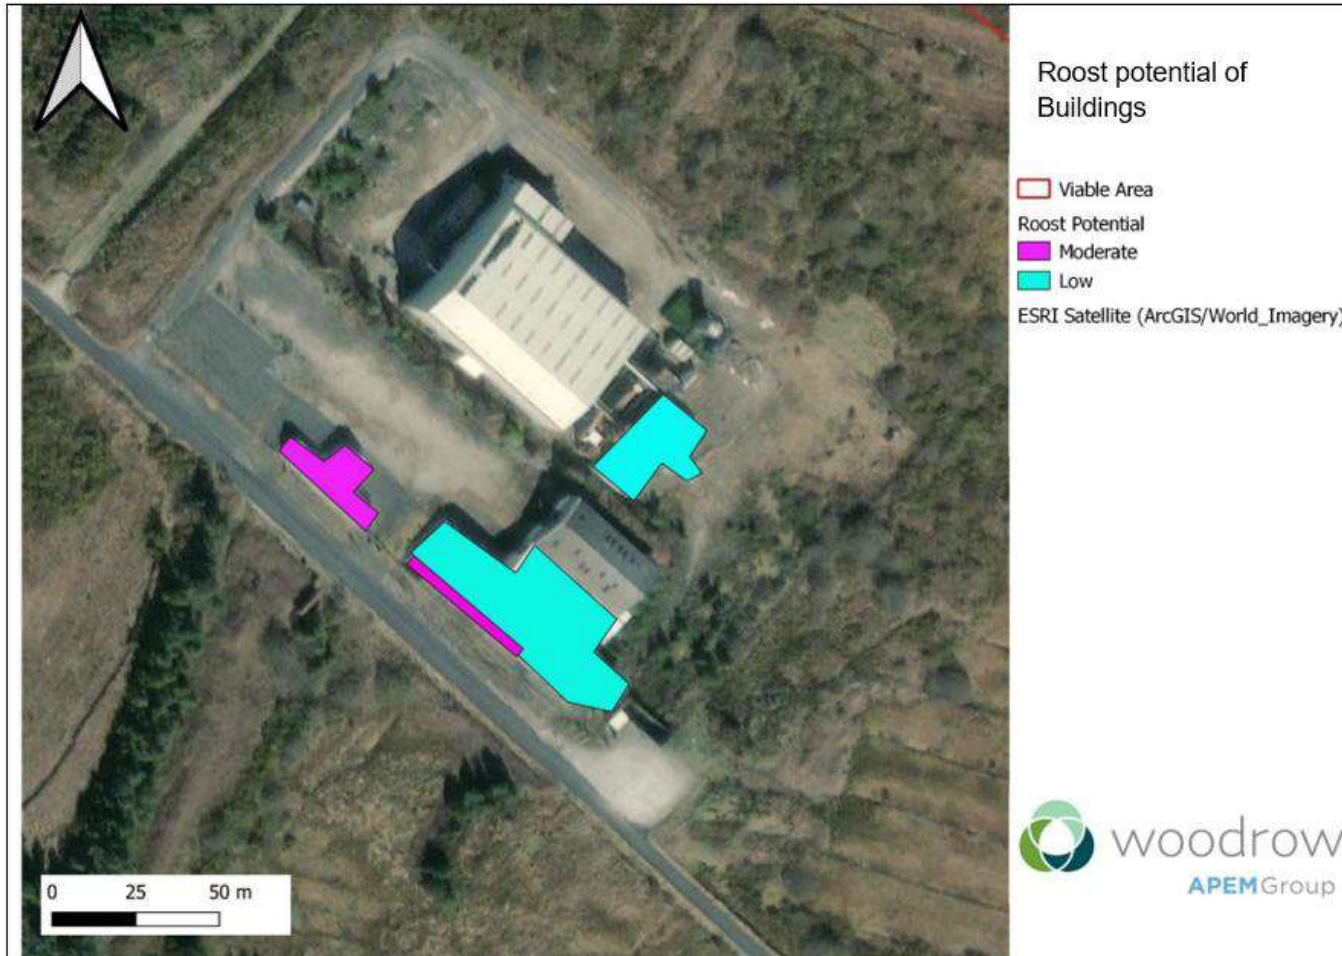 Roost potential of
Buildings
Viable Area
Roost Potential
Moderate
Low
ESRI Satellite (ArcGIS/World_Imagery)
0 25 50 m
woodrow
APEMGroup